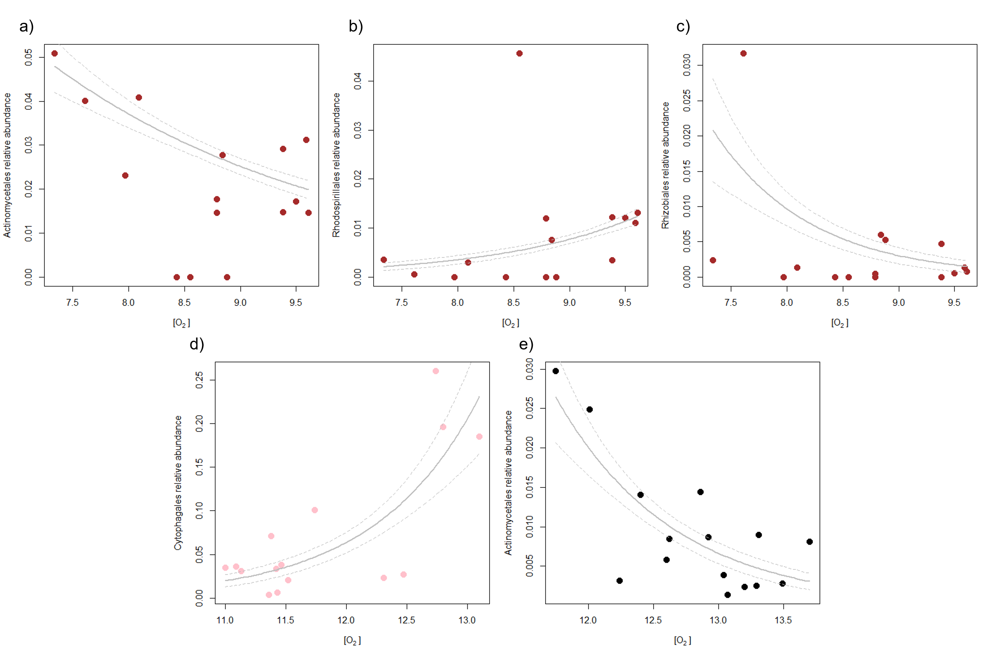 a)
Actinomycetales relative abundance
0.05
0.04
0.03
0.02
0.01
0.00
7.5 8.0 8.5 9.0 9.5
[O₂ ]
b)
Rhodospirillales relative abundance
0.04
0.03
0.02
0.01
0.00
7.5 8.0 8.5 9.0 9.5
[O₂ ]
c)
Rhizobiales relative abundance
0.030
0.025
0.020
0.015
0.010
0.005
0.000
7.5 8.0 8.5 9.0 9.5
[O₂ ]
d)
Cytophagales relative abundance
0.25
0.20
0.15
0.10
0.05
0.00
11.0 11.5 12.0 12.5 13.0
[O₂ ]
e)
Actinomycetales relative abundance
0.030
0.025
0.020
0.015
0.010
0.005
12.0 12.5 13.0 13.5
[O₂ ]